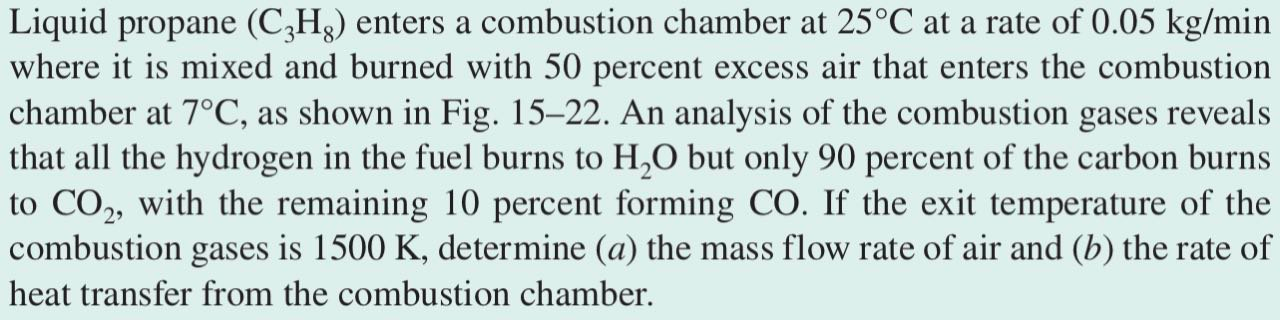 Liquid propane (C₃H₈) enters a combustion chamber at 25°C at a rate of 0.05 kg/min
where it is mixed and burned with 50 percent excess air that enters the combustion
chamber at 7°C, as shown in Fig. 15–22. An analysis of the combustion gases reveals
that all the hydrogen in the fuel burns to H₂O but only 90 percent of the carbon burns
to CO₂, with the remaining 10 percent forming CO. If the exit temperature of the
combustion gases is 1500 K, determine (a) the mass flow rate of air and (b) the rate of
heat transfer from the combustion chamber.